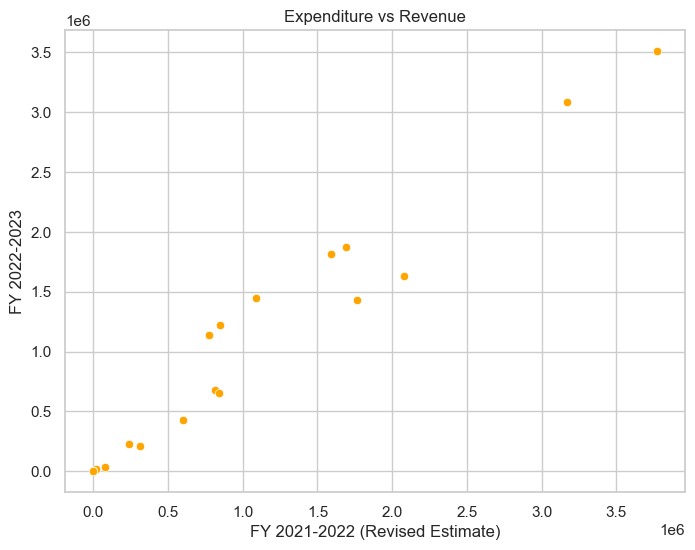 Expenditure vs Revenue
1e6
3.5
3.0
2.5
2.0
1.5
1.0
0.5
0.0
FY 2022-2023
0.0 0.5 1.0 1.5 2.0 2.5 3.0 3.5
FY 2021-2022 (Revised Estimate)
1e6